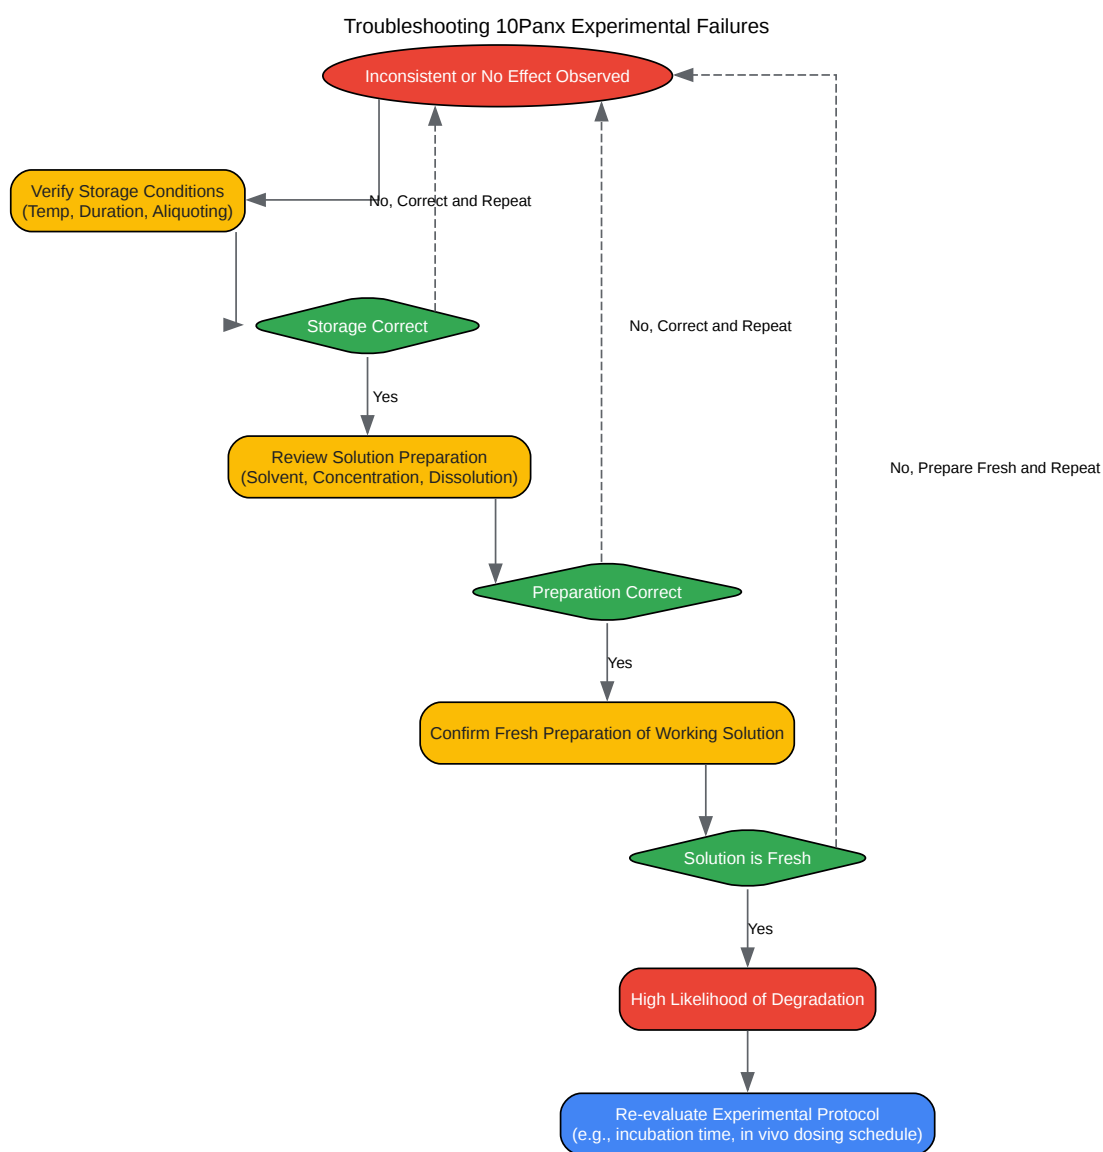 Troubleshooting 10Panx Experimental Failures
Inconsistent or No Effect Observed
Verify Storage Conditions
(Temp, Duration, Aliquoting)
No, Correct and Repeat
Storage Correct
No, Correct and Repeat
Yes
Review Solution Preparation
(Solvent, Concentration, Dissolution)
No, Prepare Fresh and Repeat
Preparation Correct
Yes
Confirm Fresh Preparation of Working Solution
Solution is Fresh
Yes
High Likelihood of Degradation
Re-evaluate Experimental Protocol
(e.g., incubation time, in vivo dosing schedule)